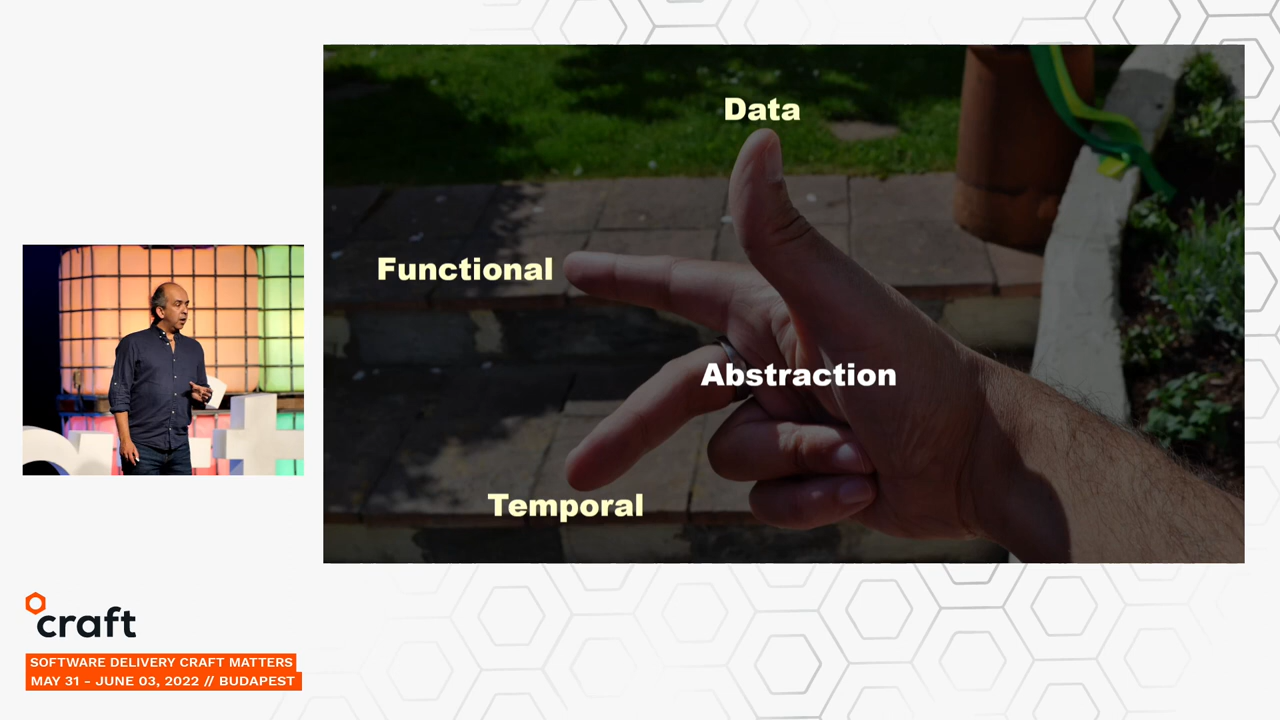 Data
Functional
Abstraction
Temporal
craft
SOFTWARE DELIVERY CRAFT MATTERS
MAY 31 - JUNE 03, 2022 // BUDAPEST